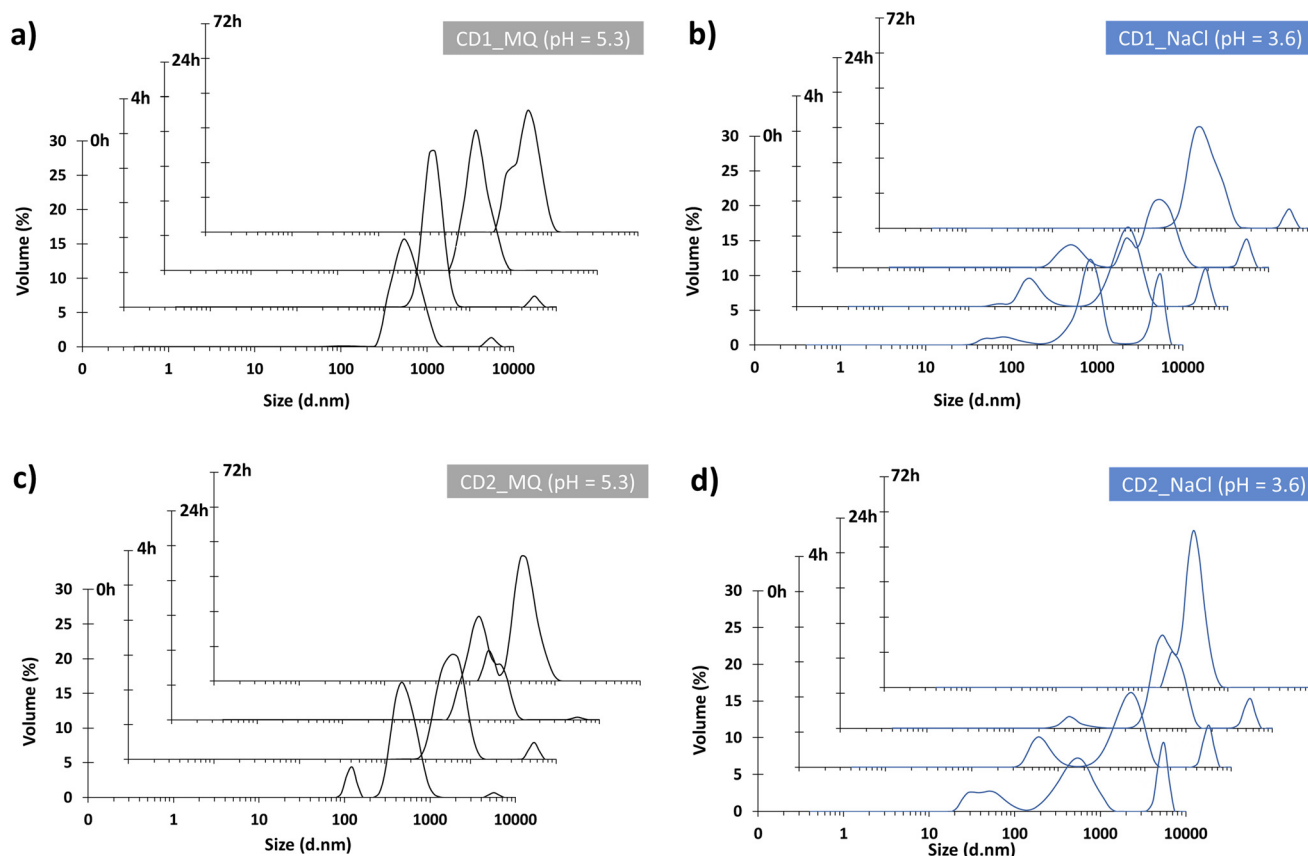 a)
72h
CD1_MQ (pH = 5.3)
24h
4h
0h
30
25
20
15
10
5
0
Volume (%)
0 1 10 100 1000 10000
Size (d.nm)
b)
72h
CD1_NaCl (pH = 3.6)
24h
4h
0h
30
25
20
15
10
5
0
Volume (%)
0 1 10 100 1000 10000
Size (d.nm)
c)
72h
CD2_MQ (pH = 5.3)
24h
4h
0h
30
25
20
15
10
5
0
Volume (%)
0 1 10 100 1000 10000
Size (d.nm)
d)
72h
CD2_NaCl (pH = 3.6)
24h
4h
0h
30
25
20
15
10
5
0
Volume (%)
0 1 10 100 1000 10000
Size (d.nm)